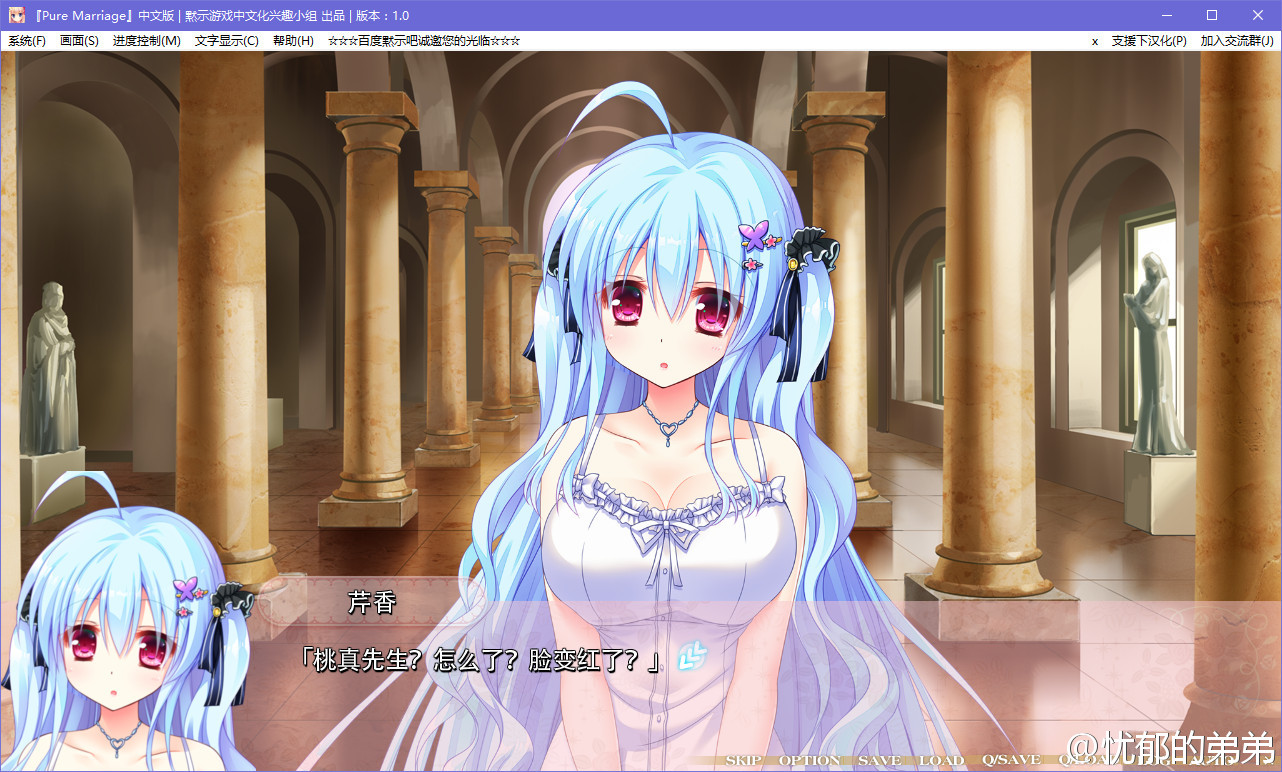 『Pure Marriage』中文版 | 黙示游戏中文化兴趣小组 出品 | 版本：1.0
系统(F) 画面(S) 进度控制(M) 文字显示(C) 帮助(H) ☆☆☆百度黙示吧诚邀您的光临☆☆☆ x 支援下汉化(P) 加入交流群(J)
芹香
「桃真先生？怎么了？脸变红了？」
SKIP OPTION SAVE LOAD Q/SAVE
@忧郁的弟弟